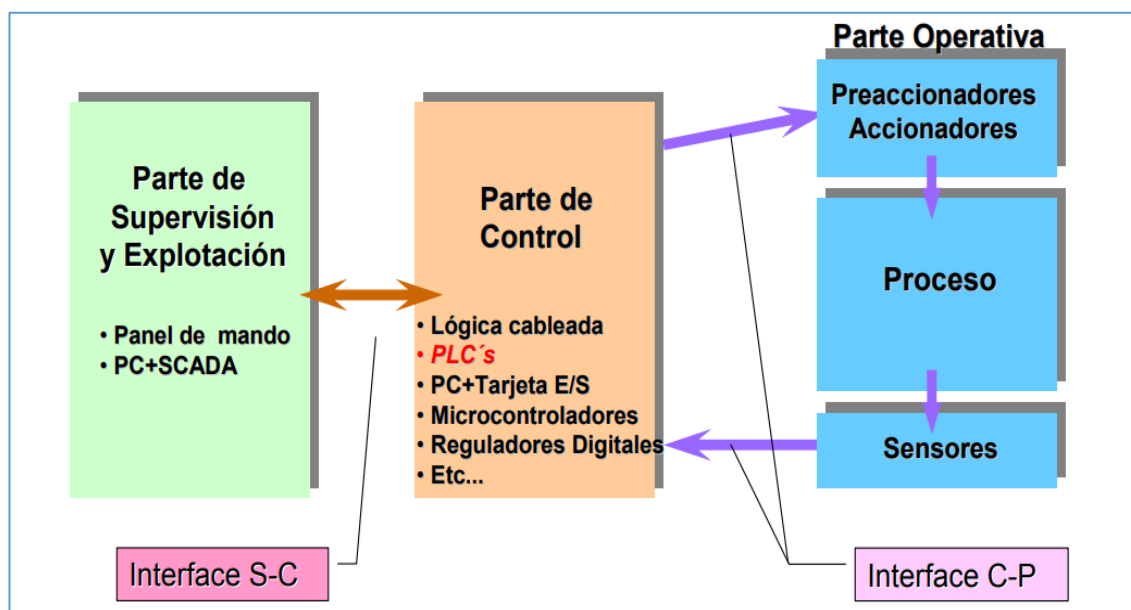 Parte de
Supervisión
y Explotación
• Panel de mando
• PC+SCADA
Parte de
Control
• Lógica cableada
• PLC´s
• PC+Tarjeta E/S
• Microcontroladores
• Reguladores Digitales
• Etc...
Parte Operativa
Preaccionadores
Accionadores
Proceso
Sensores
Interface S-C
Interface C-P